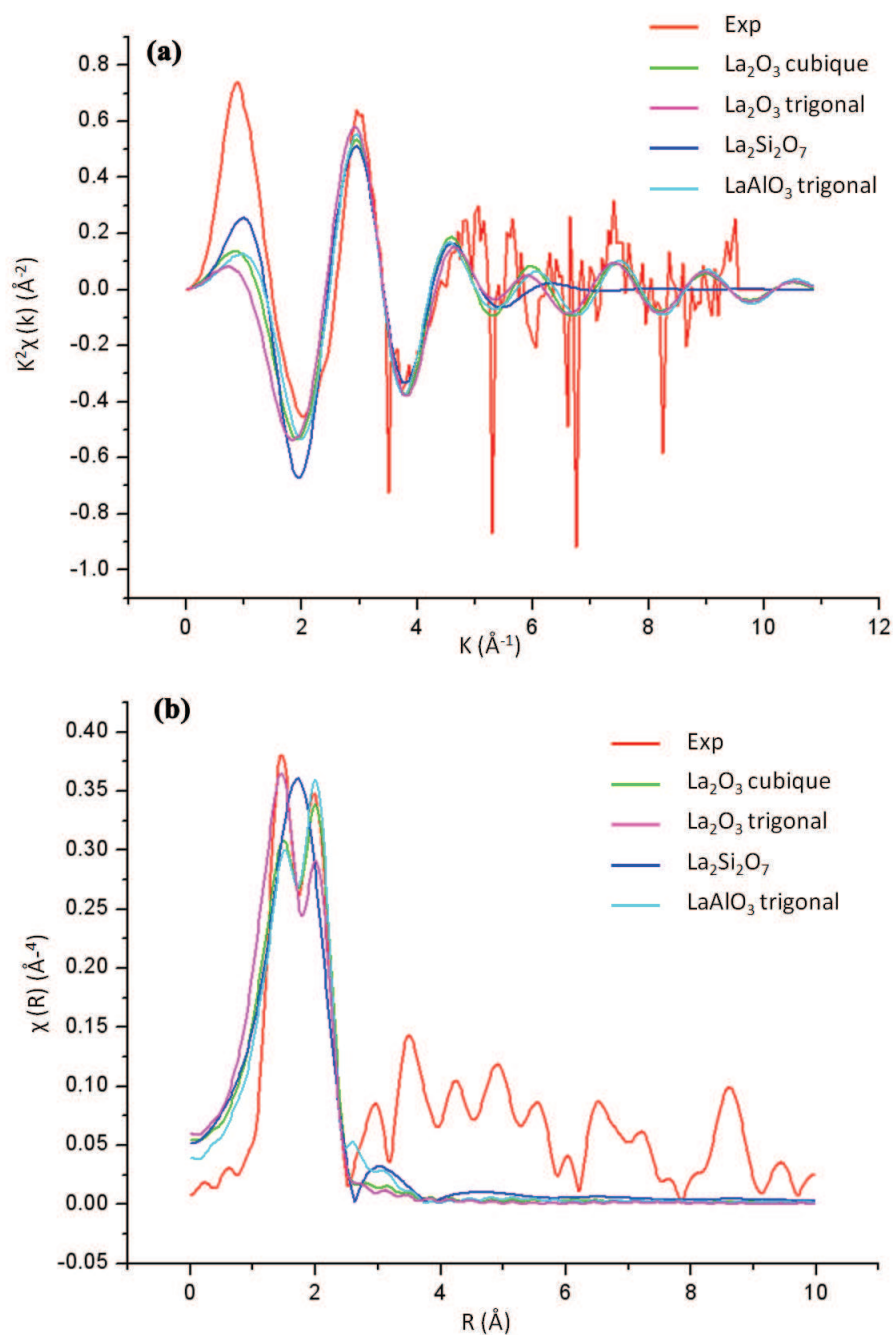 (a)
Exp
La₂O₃ cubique
La₂O₃ trigonal
La₂Si₂O₇
LaAlO₃ trigonal
0.8
0.6
0.4
0.2
0.0
-0.2
-0.4
-0.6
-0.8
-1.0
K²χ(k) (Å⁻²)
0 2 4 6 8 10 12
K (Å⁻¹)
(b)
Exp
La₂O₃ cubique
La₂O₃ trigonal
La₂Si₂O₇
LaAlO₃ trigonal
0.40
0.35
0.30
0.25
0.20
0.15
0.10
0.05
0.00
-0.05
χ(R) (Å-⁴)
0 2 4 6 8 10
R (Å)